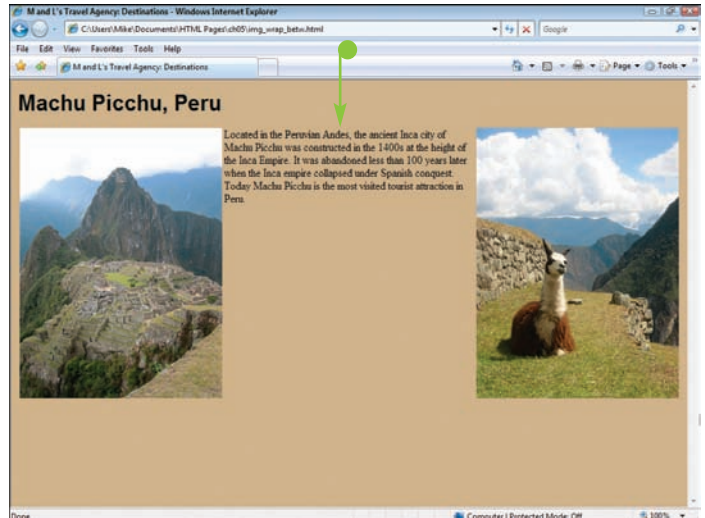 M and L's Travel Agency: Destinations - Windows Internet Explorer
C:\Users\Mike\Documents\HTML Pages\ch05\img_wrap_betw.html
Google
File Edit View Favorites Tools Help
M and L's Travel Agency: Destinations
Page Tools
Machu Picchu, Peru
Located in the Peruvian Andes, the ancient Inca city of
Machu Picchu was constructed in the 1400s at the height of
the Inca Empire. It was abandoned less than 100 years later
when the Inca empire collapsed under Spanish conquest.
Today Machu Picchu is the most visited tourist attraction in
Peru.
Done
Computer | Protected Mode: Off
100%